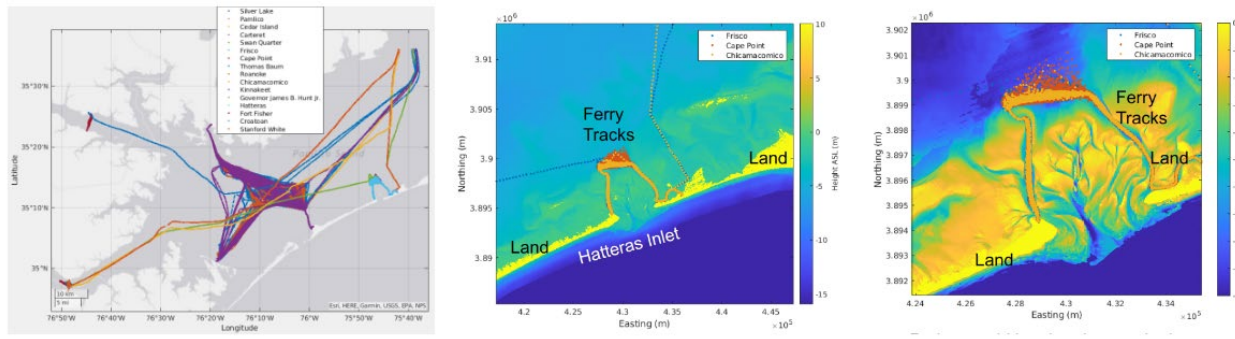 Silver Lake
Pamlico
Cedar Island
Carteret
Swan Quarter
Frisco
Cape Point
Thomas Baum
Roanoke
Chicamacomico
Kinnakeet
Governor James B. Hunt Jr.
Hatteras
Fort Fisher
Croatoan
Stanford White
35°30'N
35°20'N
35°10'N
35°N
Latitude
10 km
5 mi
Esri, HERE, Garmin, USGS, EPA, NPS
76°50'W 76°40'W 76°30'W 76°20'W 76°10'W 76°W 75°50'W 75°40'W
Longitude
×10⁶
3.91
3.905
3.9
3.895
3.89
Northing (m)
Frisco
Cape Point
Chicamacomico
Ferry
Tracks
Land
Land
Hatteras Inlet
4.2 4.25 4.3 4.35 4.4 4.45
×10⁵
Easting (m)
10
5
0
-5
-10
-15
Height ASL (m)
×10⁶
3.902
3.901
3.9
3.899
3.898
3.897
3.896
3.895
3.894
3.893
3.892
Northing (m)
Frisco
Cape Point
Chicamacomico
Ferry
Tracks
Land
Land
4.24 4.26 4.28 4.3 4.32 4.34
×10⁵
Easting (m)